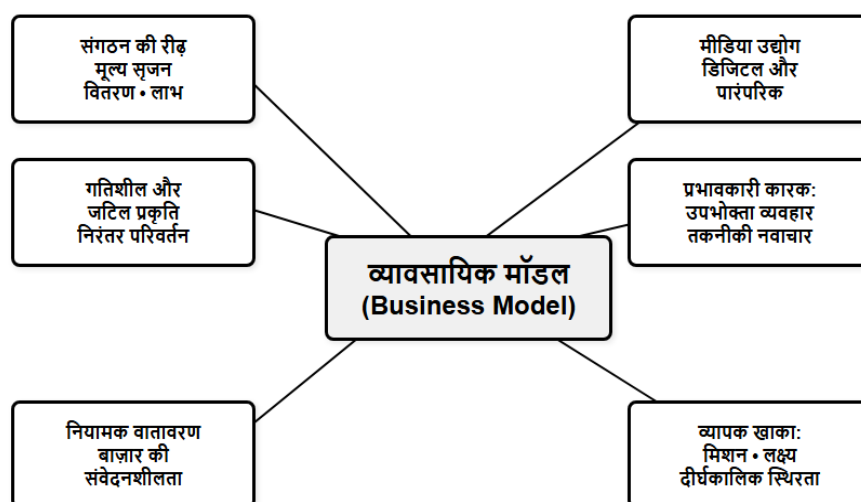 संगठन की रीढ़
मूल्य सृजन
वितरण • लाभ
मीडिया उद्योग
डिजिटल और
पारंपरिक
गतिशील और
जटिल प्रकृति
निरंतर परिवर्तन
प्रभावकारी कारक:
उपभोक्ता व्यवहार
तकनीकी नवाचार
व्यावसायिक मॉडल
(Business Model)
नियामक वातावरण
बाज़ार की
संवेदनशीलता
व्यापक खाका:
मिशन • लक्ष्य
दीर्घकालिक स्थिरता